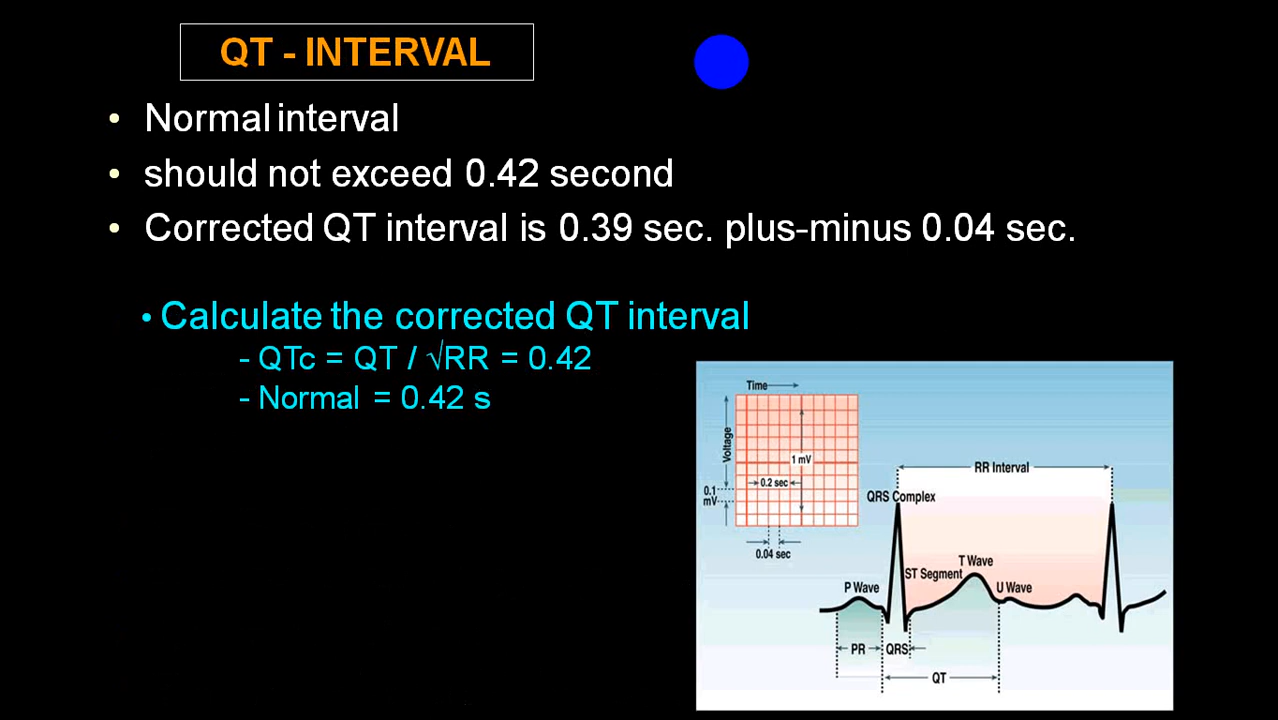 QT - INTERVAL
• Normal interval
• should not exceed 0.42 second
• Corrected QT interval is 0.39 sec. plus-minus 0.04 sec.
• Calculate the corrected QT interval
- QTc = QT / √RR = 0.42
- Normal = 0.42 s
Time
Voltage
1 mV
0.2 sec
0.1
mV
0.04 sec
RR Interval
QRS Complex
T Wave
ST Segment
P Wave
U Wave
PR
QRS
QT